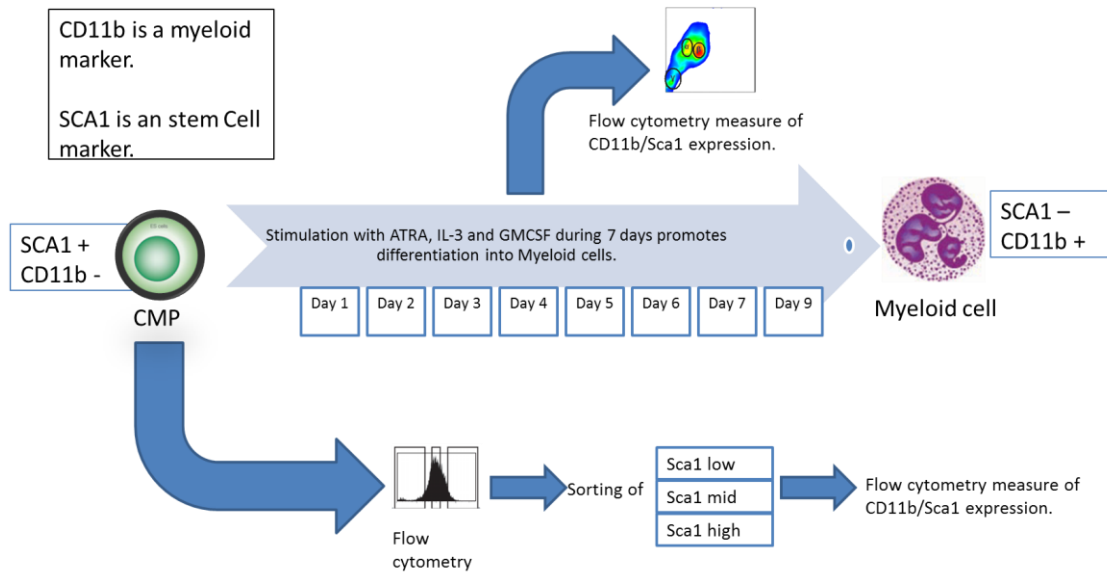 CD11b is a myeloid
marker.
SCA1 is an stem Cell
marker.
Flow cytometry measure of
CD11b/Sca1 expression.
SCA1 +
CD11b -
CMP
Stimulation with ATRA, IL-3 and GMCSF during 7 days promotes
differentiation into Myeloid cells.
Day 1
Day 2
Day 3
Day 4
Day 5
Day 6
Day 7
Day 9
SCA1 –
CD11b +
Myeloid cell
Flow
cytometry
Sorting of
Sca1 low
Sca1 mid
Sca1 high
Flow cytometry measure of
CD11b/Sca1 expression.